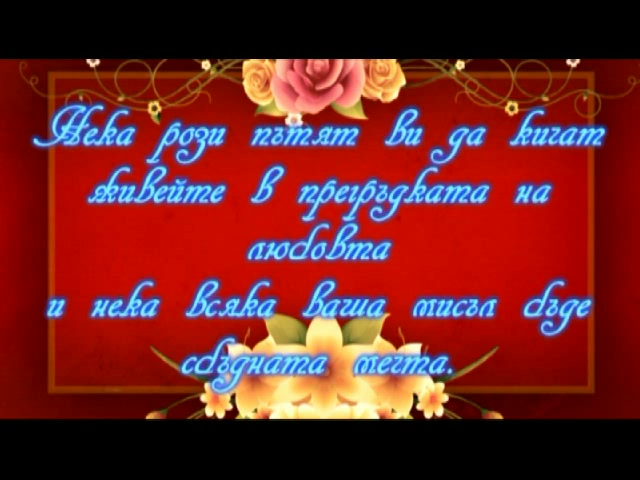 Нека рози пътят ви да кичат
живейте в прегръдката на
любовта
и нека всяка ваша мисъл бъде
сбъдната мечта.